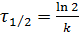 τ1/2 = ln 2 / k